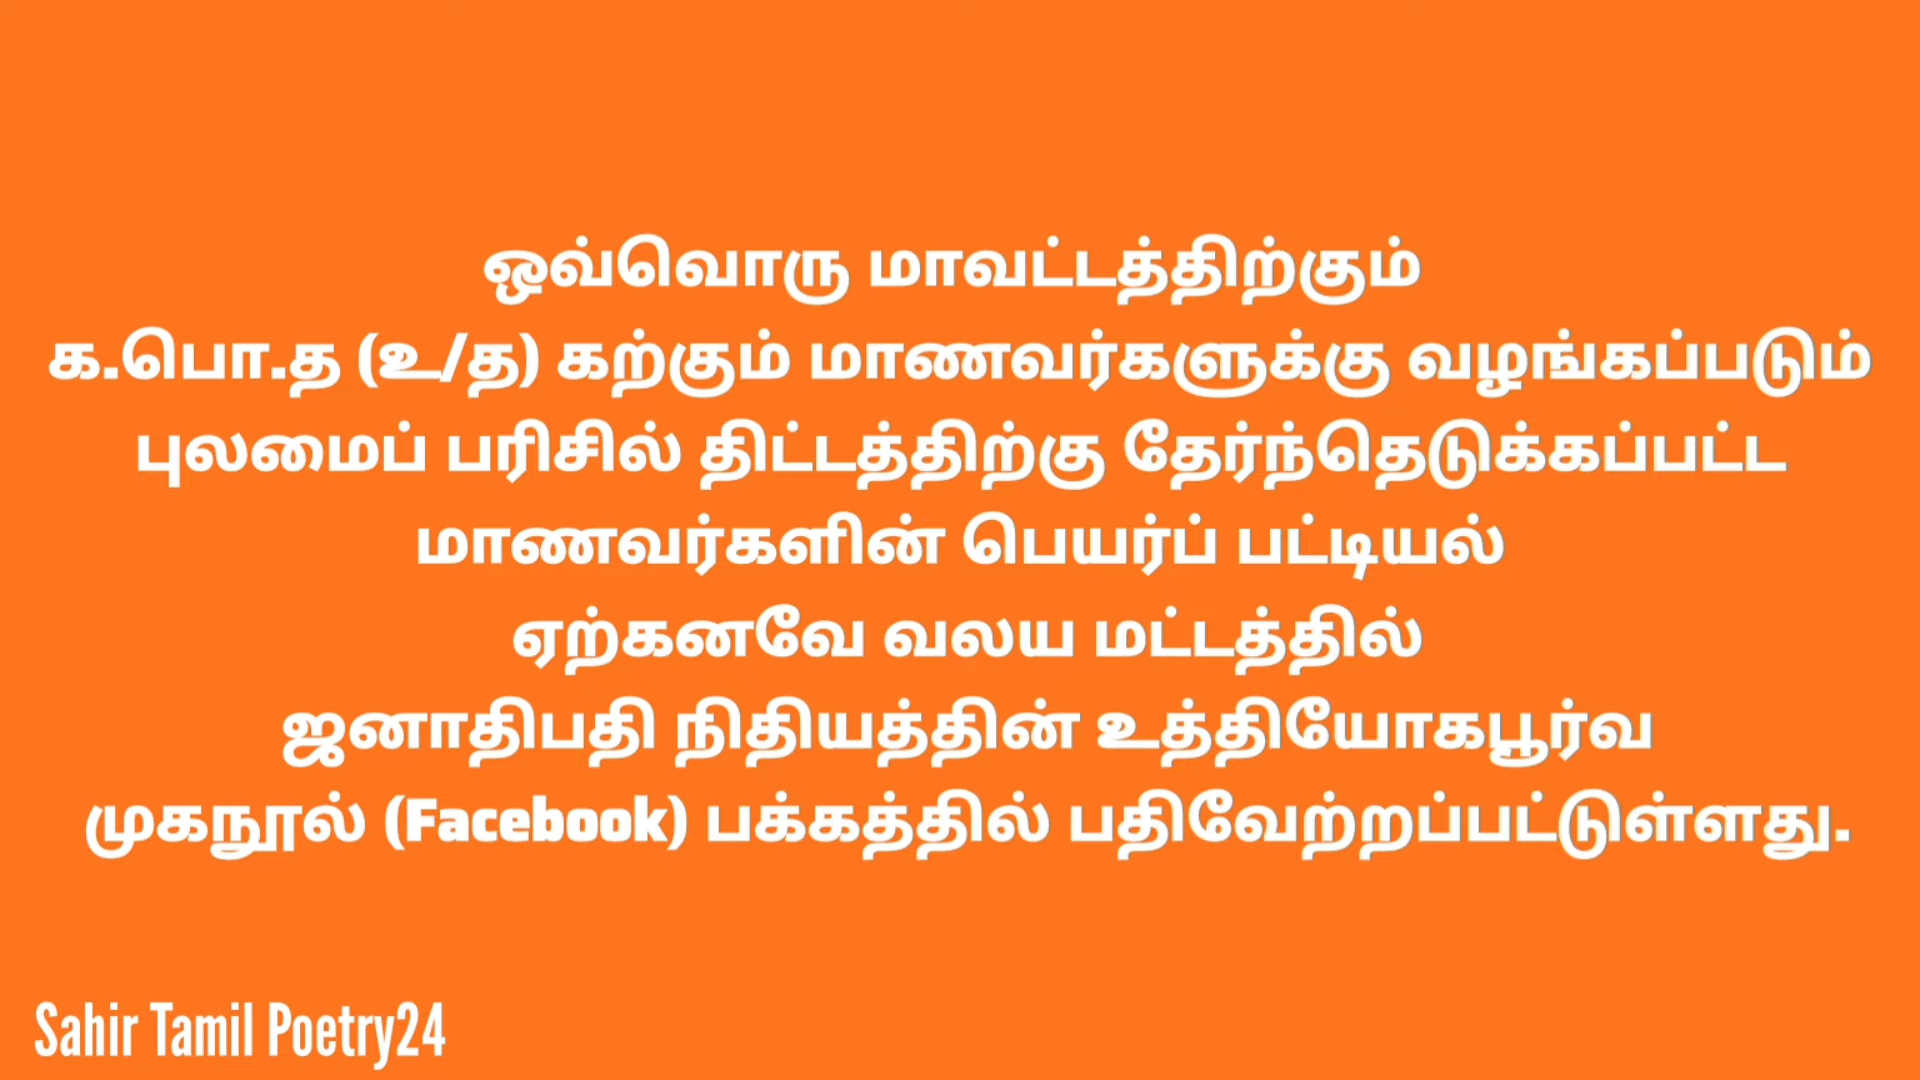 ஒவ்வொரு மாவட்டத்திற்கும்
க.பொ.த (உ/த) கற்கும் மாணவர்களுக்கு வழங்கப்படும்
புலமைப் பரிசில் திட்டத்திற்கு தேர்ந்தெடுக்கப்பட்ட
மாணவர்களின் பெயர்ப் பட்டியல்
ஏற்கனவே வலய மட்டத்தில்
ஜனாதிபதி நிதியத்தின் உத்தியோகபூர்வ
முகநூல் (Facebook) பக்கத்தில் பதிவேற்றப்பட்டுள்ளது.
Sahir Tamil Poetry24